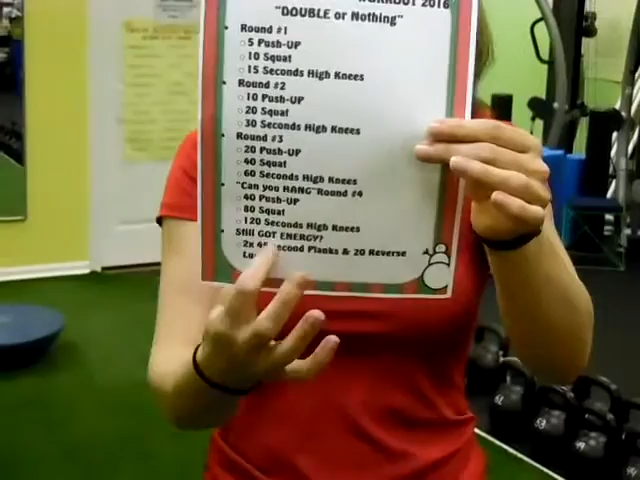 WORKOUT 2016
"DOUBLE or Nothing"
Round #1
5 Push-UP
10 Squat
15 Seconds High Knees
Round #2
10 Push-UP
20 Squat
30 Seconds High Knees
Round #3
20 Push-UP
40 Squat
60 Seconds High Knees
"Can you HANG"Round #4
40 Push-UP
80 Squat
120 Seconds High Knees
Still GOT ENERGY?
2x Second Planks & 20 Reverse